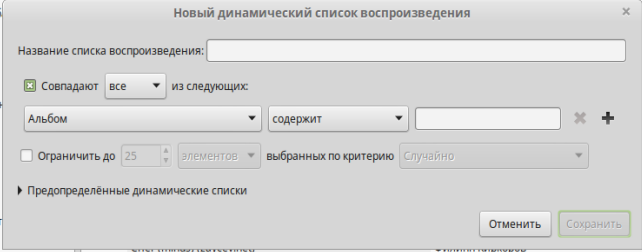 Новый динамический список воспроизведения
Название списка воспроизведения:
Совпадают все из следующих:
Альбом содержит
Ограничить до 25 элементов выбранных по критерию Случайно
Предопределённые динамические списки
Отменить Сохранить